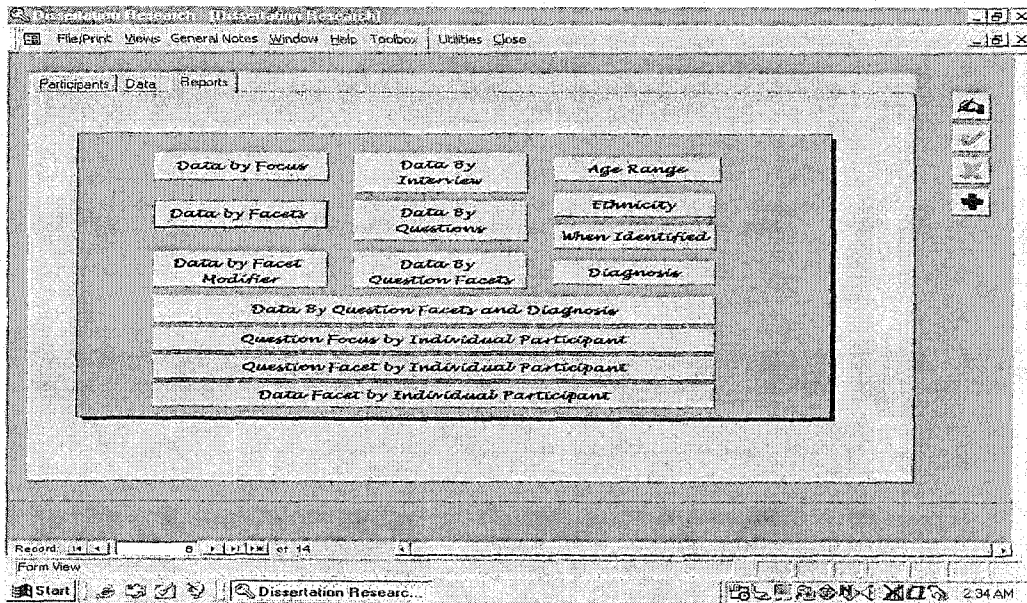 Dissertation Research - [Dissertation Research]
File/Print Views General Notes Window Help Toolbox Utilities Close
Participants Data Reports
Data by Focus
Data By
Interview
Age Range
Data by Facets
Data By
Questions
Ethnicity
When Identified
Data by Facet
Modifier
Data By
Question Facets
Diagnosis
Data By Question Facets and Diagnosis
Question Focus by Individual Participant
Question Facet by Individual Participant
Data Facet by Individual Participant
Record: 8 of 14
Form View
Start Dissertation Researc... 2:34 AM